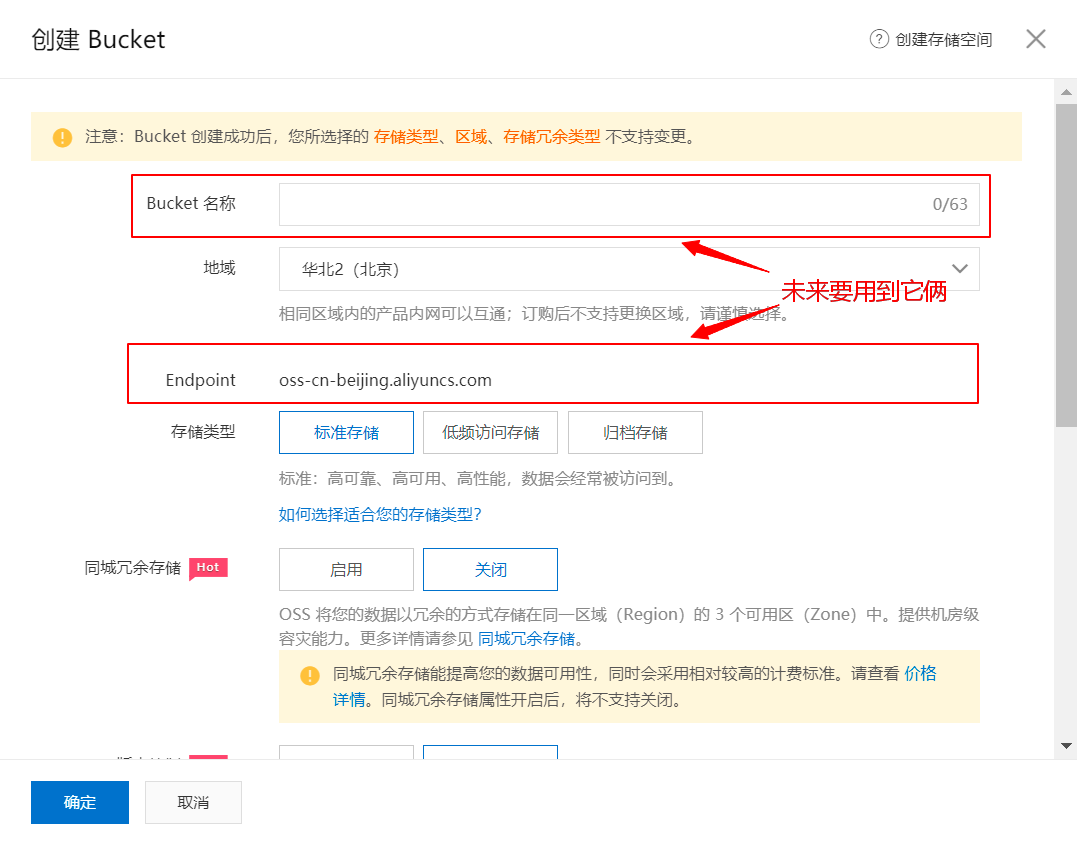 创建 Bucket
? 创建存储空间
注意：Bucket 创建成功后，您所选择的 存储类型、区域、存储冗余类型 不支持变更。
Bucket 名称
0/63
地域
华北2（北京）
未来要用到它俩
相同区域内的产品内网可以互通；订购后不支持更换区域，请谨慎选择。
Endpoint
oss-cn-beijing.aliyuncs.com
存储类型
标准存储
低频访问存储
归档存储
标准：高可靠、高可用、高性能，数据会经常被访问到。
如何选择适合您的存储类型？
同城冗余存储
Hot
启用
关闭
OSS 将您的数据以冗余的方式存储在同一区域（Region）的 3 个可用区（Zone）中。提供机房级
容灾能力。更多详情请参见 同城冗余存储。
同城冗余存储能提高您的数据可用性，同时会采用相对较高的计费标准。请查看 价格
详情。同城冗余存储属性开启后，将不支持关闭。
确定
取消